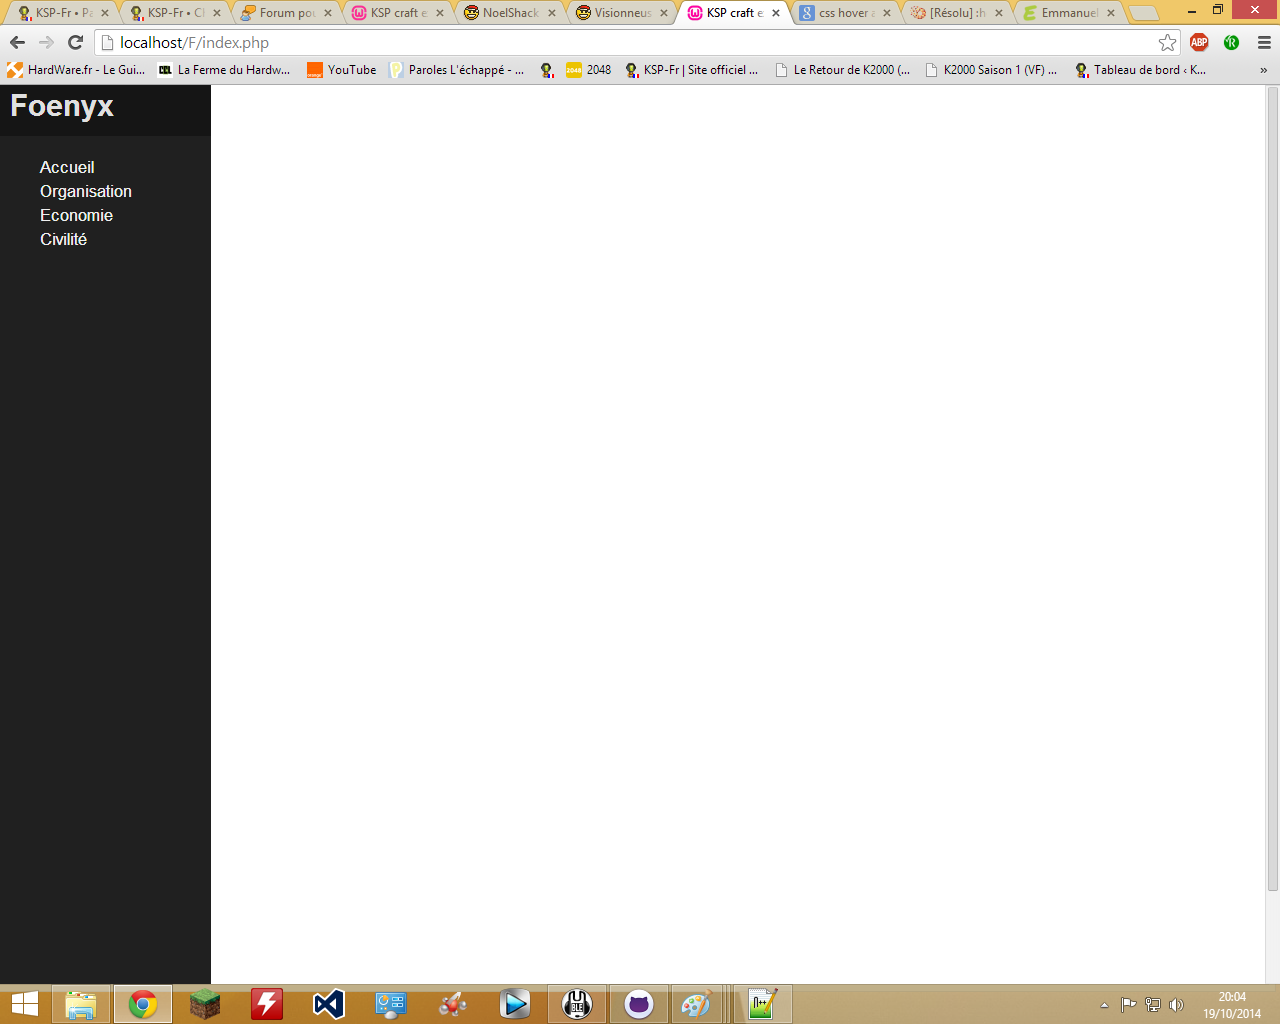 KSP-Fr • Pa
KSP-Fr • Cl
Forum pou
KSP craft e
NoelShack
Visionneus
KSP craft e
css hover a
[Résolu] :h
Emmanuel
localhost/F/index.php
ABP
HardWare.fr - Le Gui...
La Ferme du Hardw...
YouTube
Paroles L'échappé - ...
2048
2048
KSP-Fr | Site officiel ...
Le Retour de K2000 (...
K2000 Saison 1 (VF) ...
Tableau de bord ‹ K...
»
Foenyx
Accueil
Organisation
Economie
Civilité
20:04
19/10/2014